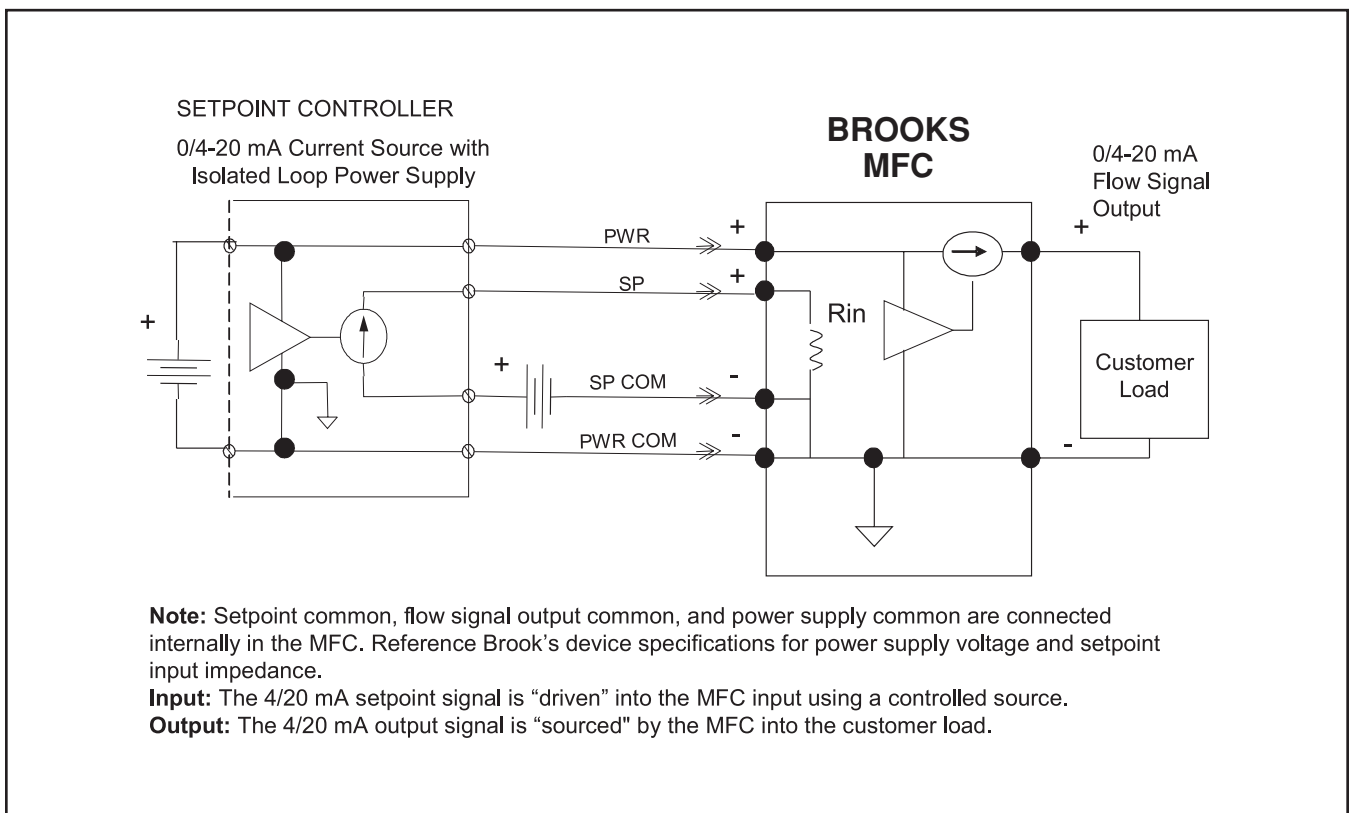 SETPOINT CONTROLLER
0/4-20 mA Current Source with
Isolated Loop Power Supply
BROOKS
MFC
0/4-20 mA
Flow Signal
Output
PWR
+
+
SP
+
Rin
+
+
SP COM
-
Customer
Load
PWR COM
-
-
Note: Setpoint common, flow signal output common, and power supply common are connected
internally in the MFC. Reference Brook's device specifications for power supply voltage and setpoint
input impedance.
Input: The 4/20 mA setpoint signal is “driven” into the MFC input using a controlled source.
Output: The 4/20 mA output signal is “sourced" by the MFC into the customer load.